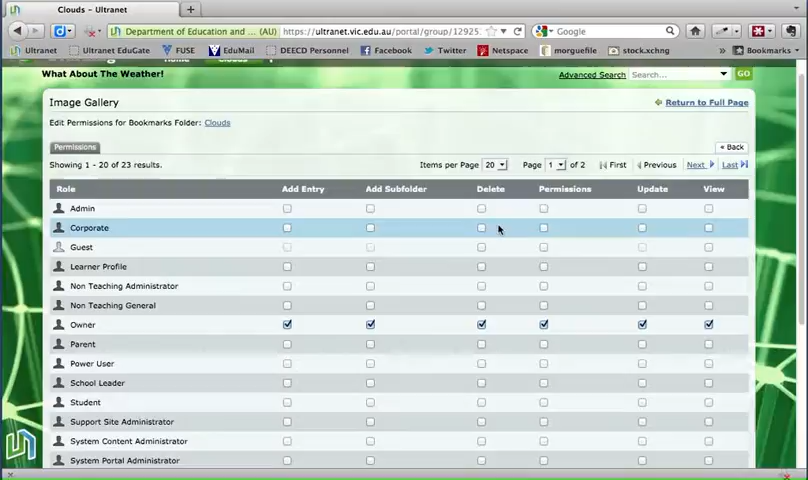 Clouds – Ultranet
Department of Education and ... (AU) https://ultranet.vic.edu.au/portal/group/12925 Google
Ultranet Ultranet EduGate FUSE EduMail DEECD Personnel Facebook Twitter Netspace morguefile stock.xchng Bookmarks
What About The Weather! Advanced Search Search... GO
Image Gallery Return to Full Page
Edit Permissions for Bookmarks Folder: Clouds
Permissions « Back
Showing 1 - 20 of 23 results. Items per Page 20 Page 1 of 2 First Previous Next Last
Role Add Entry Add Subfolder Delete Permissions Update View
Admin
Corporate
Guest
Learner Profile
Non Teaching Administrator
Non Teaching General
Owner
Parent
Power User
School Leader
Student
Support Site Administrator
System Content Administrator
System Portal Administrator